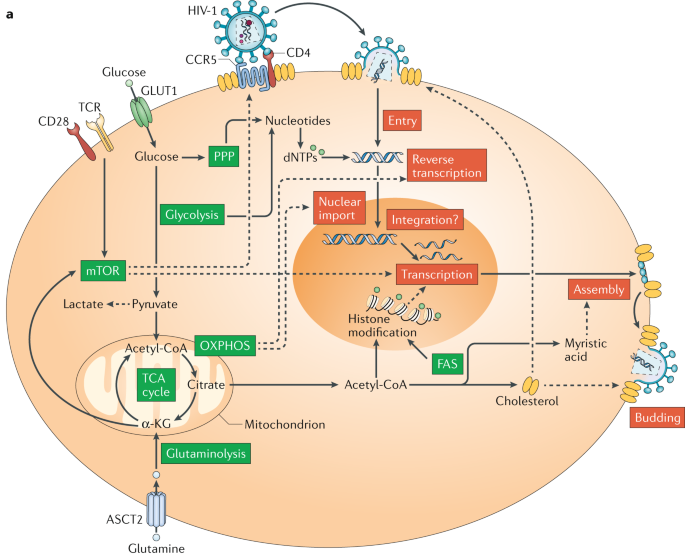 a
HIV-1
CD4
CCR5
Glucose
GLUT1
TCR
CD28
Nucleotides
Entry
Glucose
PPP
dNTPs
Reverse
transcription
Nuclear
import
Glycolysis
Integration?
mTOR
Transcription
Assembly
Lactate
Pyruvate
Histone
modification
Acetyl-CoA
OXPHOS
Myristic
acid
FAS
TCA
cycle
Citrate
Acetyl-CoA
Cholesterol
Budding
α-KG
Mitochondrion
Glutaminolysis
ASCT2
Glutamine